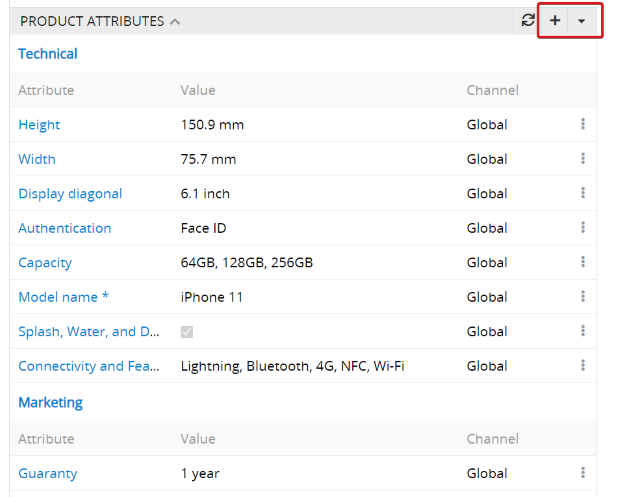 PRODUCT ATTRIBUTES
Technical
Attribute Value Channel
Height 150.9 mm Global
Width 75.7 mm Global
Display diagonal 6.1 inch Global
Authentication Face ID Global
Capacity 64GB, 128GB, 256GB Global
Model name * iPhone 11 Global
Splash, Water, and D... Global
Connectivity and Fea... Lightning, Bluetooth, 4G, NFC, Wi-Fi Global
Marketing
Attribute Value Channel
Guaranty 1 year Global